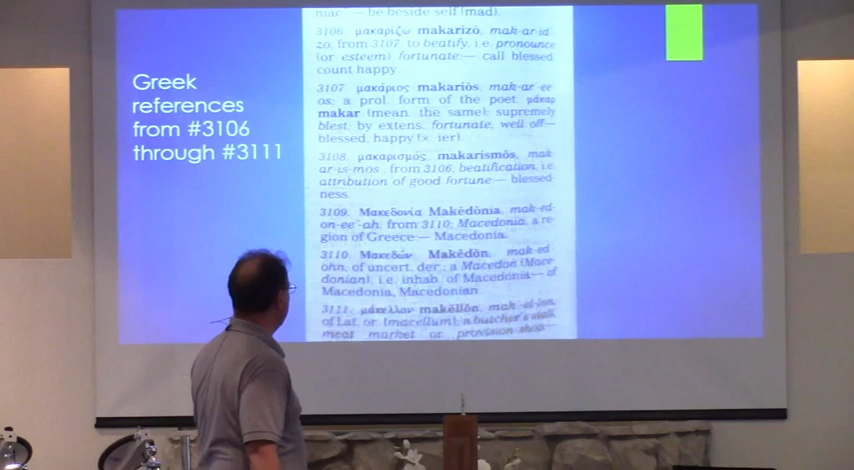 Greek
references
from #3106
through #3111
niac. — be beside self (mad).
3106. μακαρίζω makarizō, mak-ar-id'-
zo; from 3107; to beatify, i.e. pronounce
(or esteem) fortunate:— call blessed,
count happy.
3107. μακάριος makariŏs, mak-ar'-ee-
os; a prol. form of the poet. μάκαρ
makar (mean. the same); supremely
blest; by extens. fortunate, well off:—
blessed, happy (× -ier).
3108. μακαρισμός makarismŏs, mak-
ar-is-mos'; from 3106; beatification, i.e.
attribution of good fortune:— blessed-
ness.
3109. Μακεδονία Makĕdŏnia, mak-ed-
on-ee'-ah; from 3110; Macedonia, a re-
gion of Greece:— Macedonia.
3110. Μακεδών Makĕdōn, mak-ed-
ohn'; of uncert. der.; a Macedon (Mace-
donian), i.e. inhab. of Macedonia:— of
Macedonia, Macedonian.
3111. μάκελλον makĕllŏn, mak'-el-lon;
of Lat. or. [macellum]; a butcher's stall,
meat market or provision shop:—